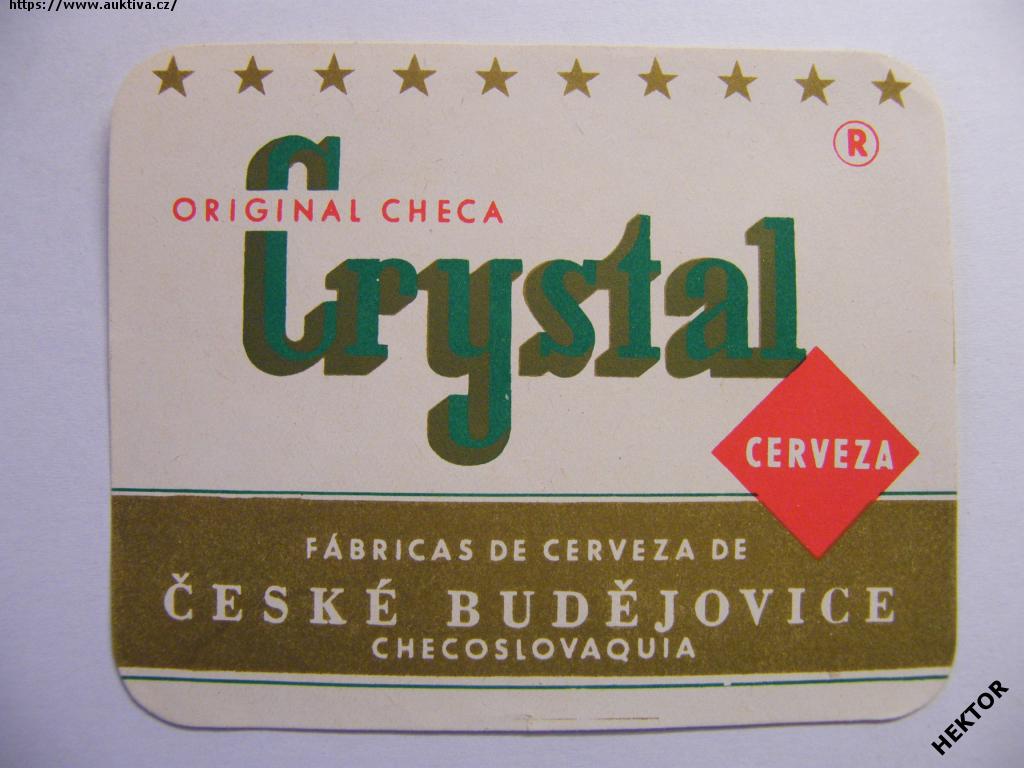 https://www.auktiva.cz/
R
ORIGINAL CHECA
Crystal
CERVEZA
FÁBRICAS DE CERVEZA DE
ČESKÉ BUDĚJOVICE
CHECOSLOVAQUIA
HEKTOR